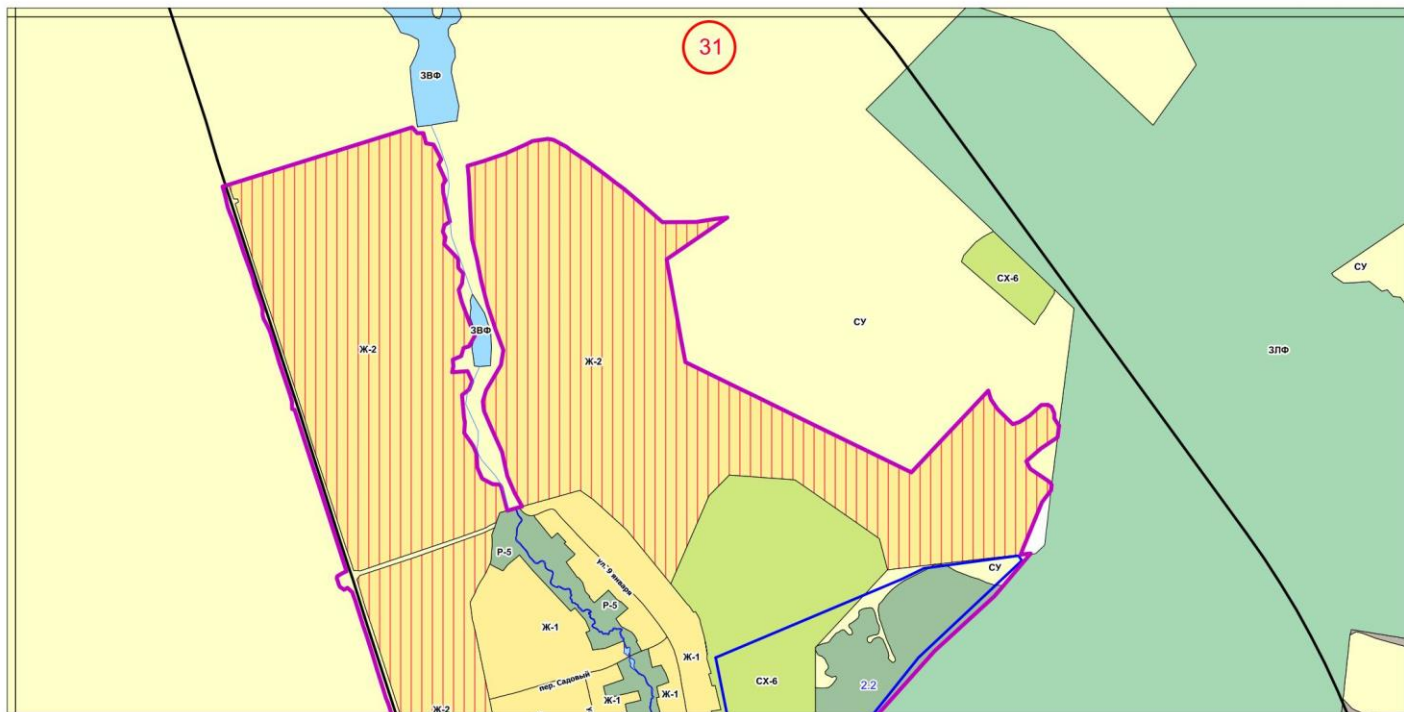 31
ЗВФ
СУ
СХ-6
СУ
ЗВФ
Ж-2
Ж-2
ЗЛФ
Р-5
ул. 9 января
СУ
Р-5
Ж-1
Ж-1
пер. Садовый
СХ-6
2.2
Ж-1
Ж-1
Ж-2